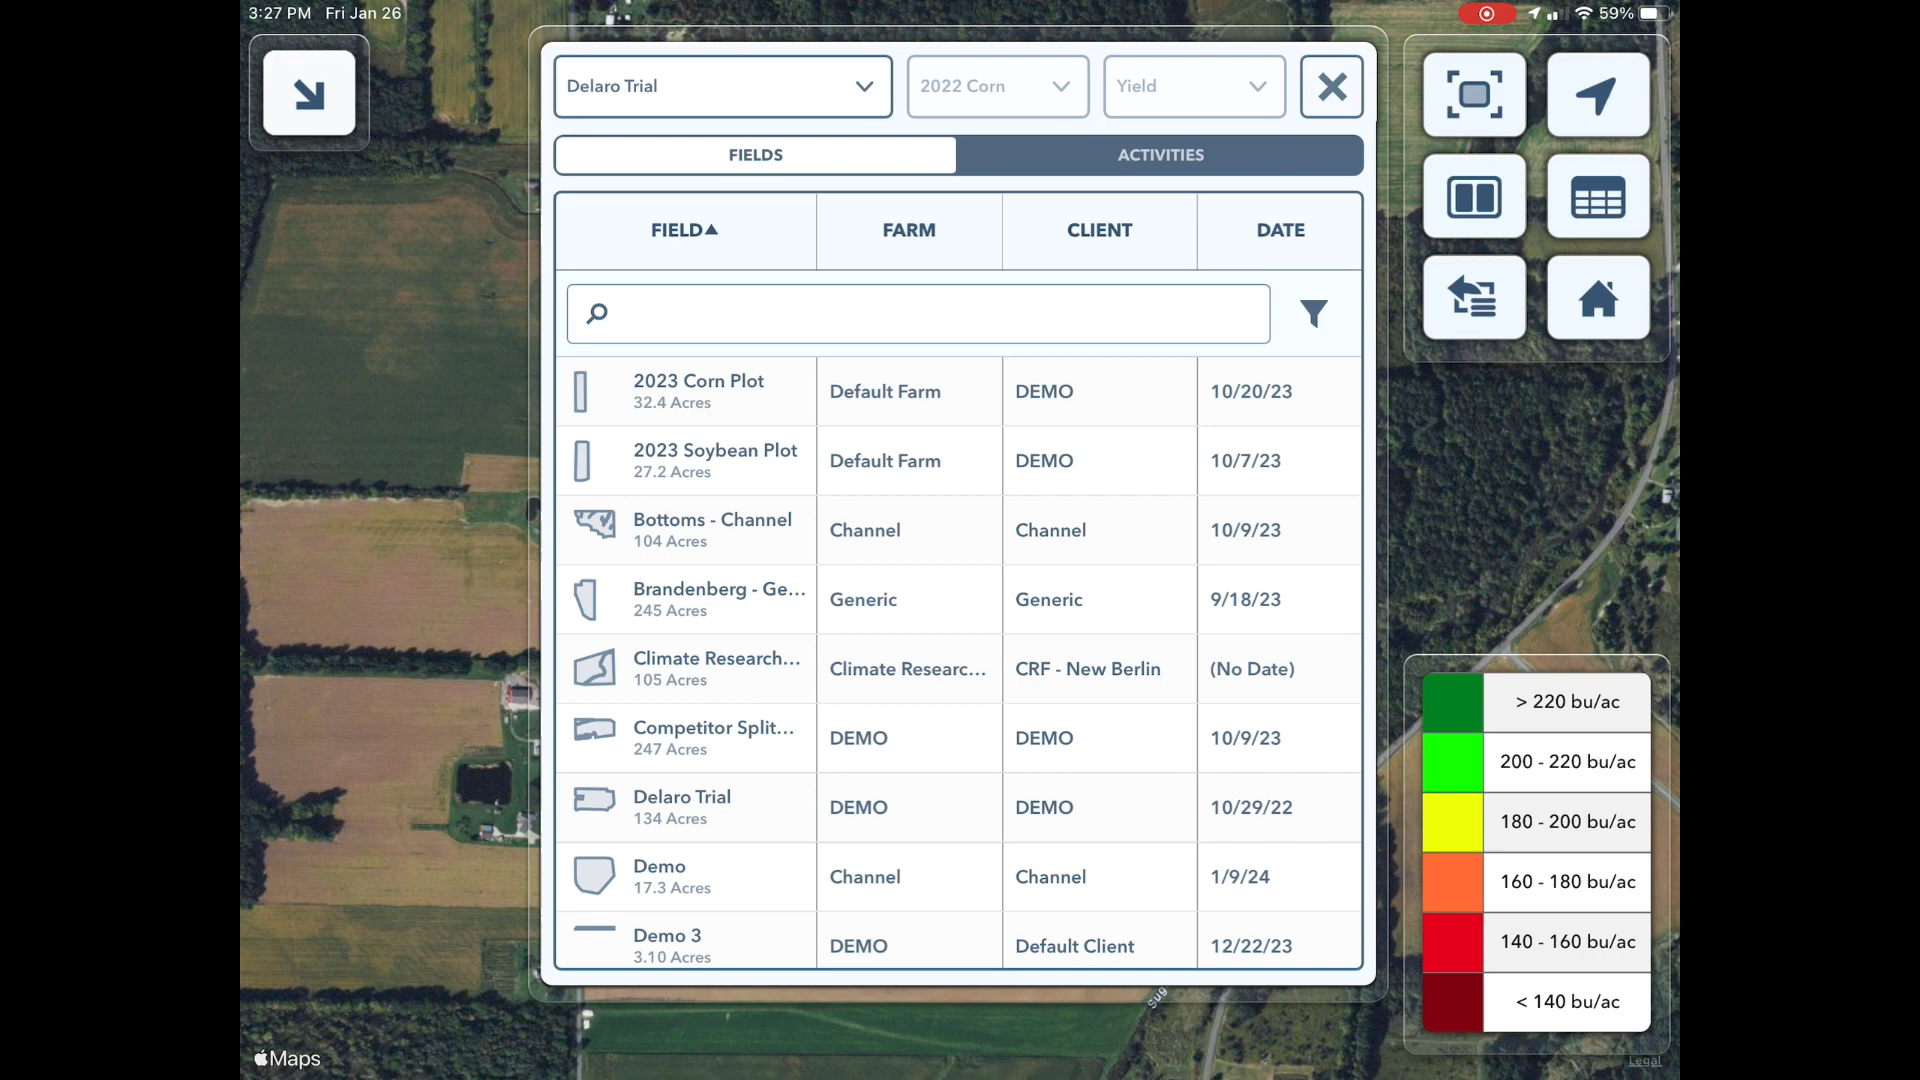 3:27 PM Fri Jan 26
59%
Delaro Trial
2022 Corn
Yield
FIELDS
ACTIVITIES
FIELD▲
FARM
CLIENT
DATE
2023 Corn Plot
32.4 Acres
Default Farm
DEMO
10/20/23
2023 Soybean Plot
27.2 Acres
Default Farm
DEMO
10/7/23
Bottoms - Channel
104 Acres
Channel
Channel
10/9/23
Brandenberg - Ge...
245 Acres
Generic
Generic
9/18/23
Climate Research...
105 Acres
Climate Researc...
CRF - New Berlin
(No Date)
Competitor Split...
247 Acres
DEMO
DEMO
10/9/23
Delaro Trial
134 Acres
DEMO
DEMO
10/29/22
Demo
17.3 Acres
Channel
Channel
1/9/24
Demo 3
3.10 Acres
DEMO
Default Client
12/22/23
> 220 bu/ac
200 - 220 bu/ac
180 - 200 bu/ac
160 - 180 bu/ac
140 - 160 bu/ac
< 140 bu/ac
Sug
Maps
Legal